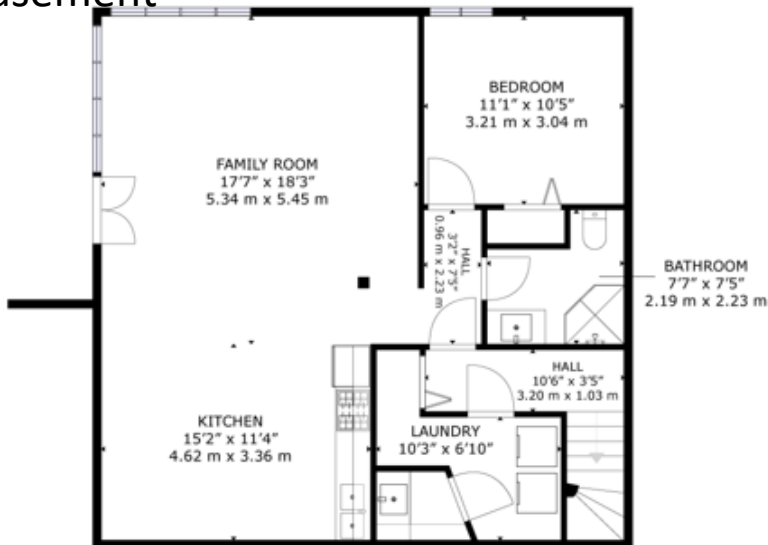 BEDROOM
11'1" x 10'5"
3.21 m x 3.04 m
FAMILY ROOM
17'7" x 18'3"
5.34 m x 5.45 m
HALL
3'2" x 7'5"
0.96 m x 2.23 m
BATHROOM
7'7" x 7'5"
2.19 m x 2.23 m
HALL
10'6" x 3'5"
3.20 m x 1.03 m
KITCHEN
15'2" x 11'4"
4.62 m x 3.36 m
LAUNDRY
10'3" x 6'10"